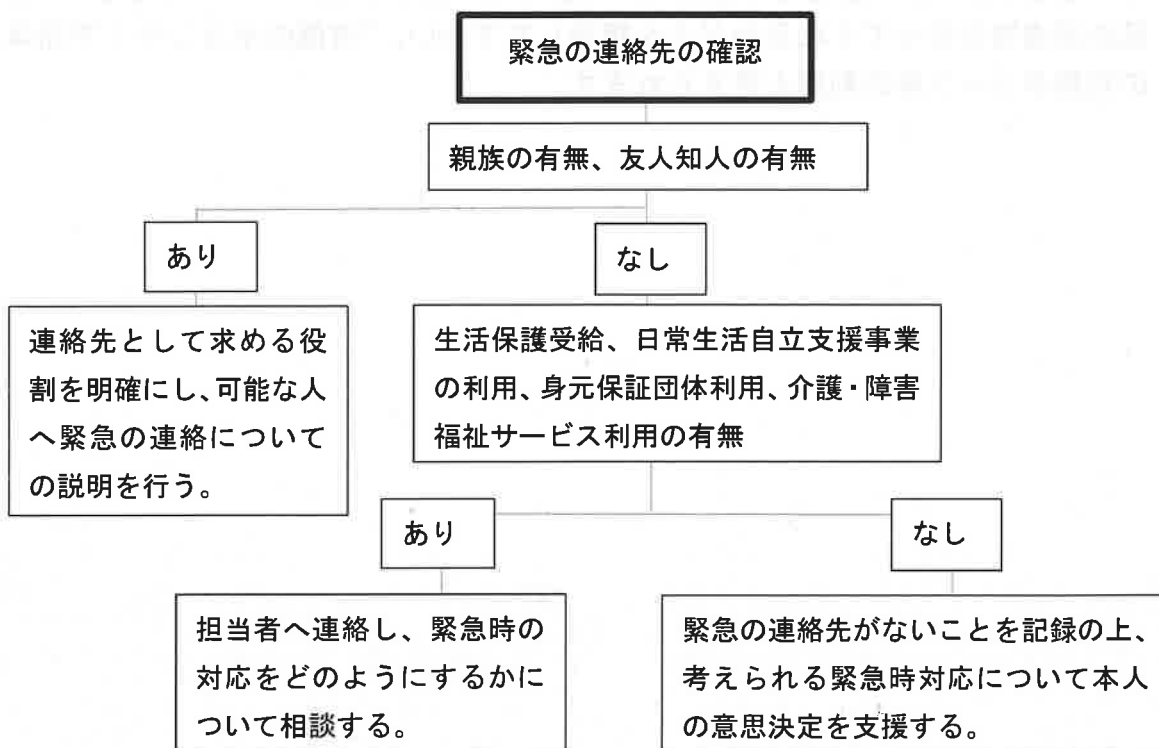 緊急の連絡先の確認
親族の有無、友人知人の有無
あり
なし
連絡先として求める役
割を明確にし、可能な人
へ緊急の連絡について
の説明を行う。
生活保護受給、日常生活自立支援事業
の利用、身元保証団体利用、介護・障害
福祉サービス利用の有無
あり
なし
担当者へ連絡し、緊急時の
対応をどのようにするかに
ついて相談する。
緊急の連絡先がないことを記録の上、
考えられる緊急時対応について本人
の意思決定を支援する。